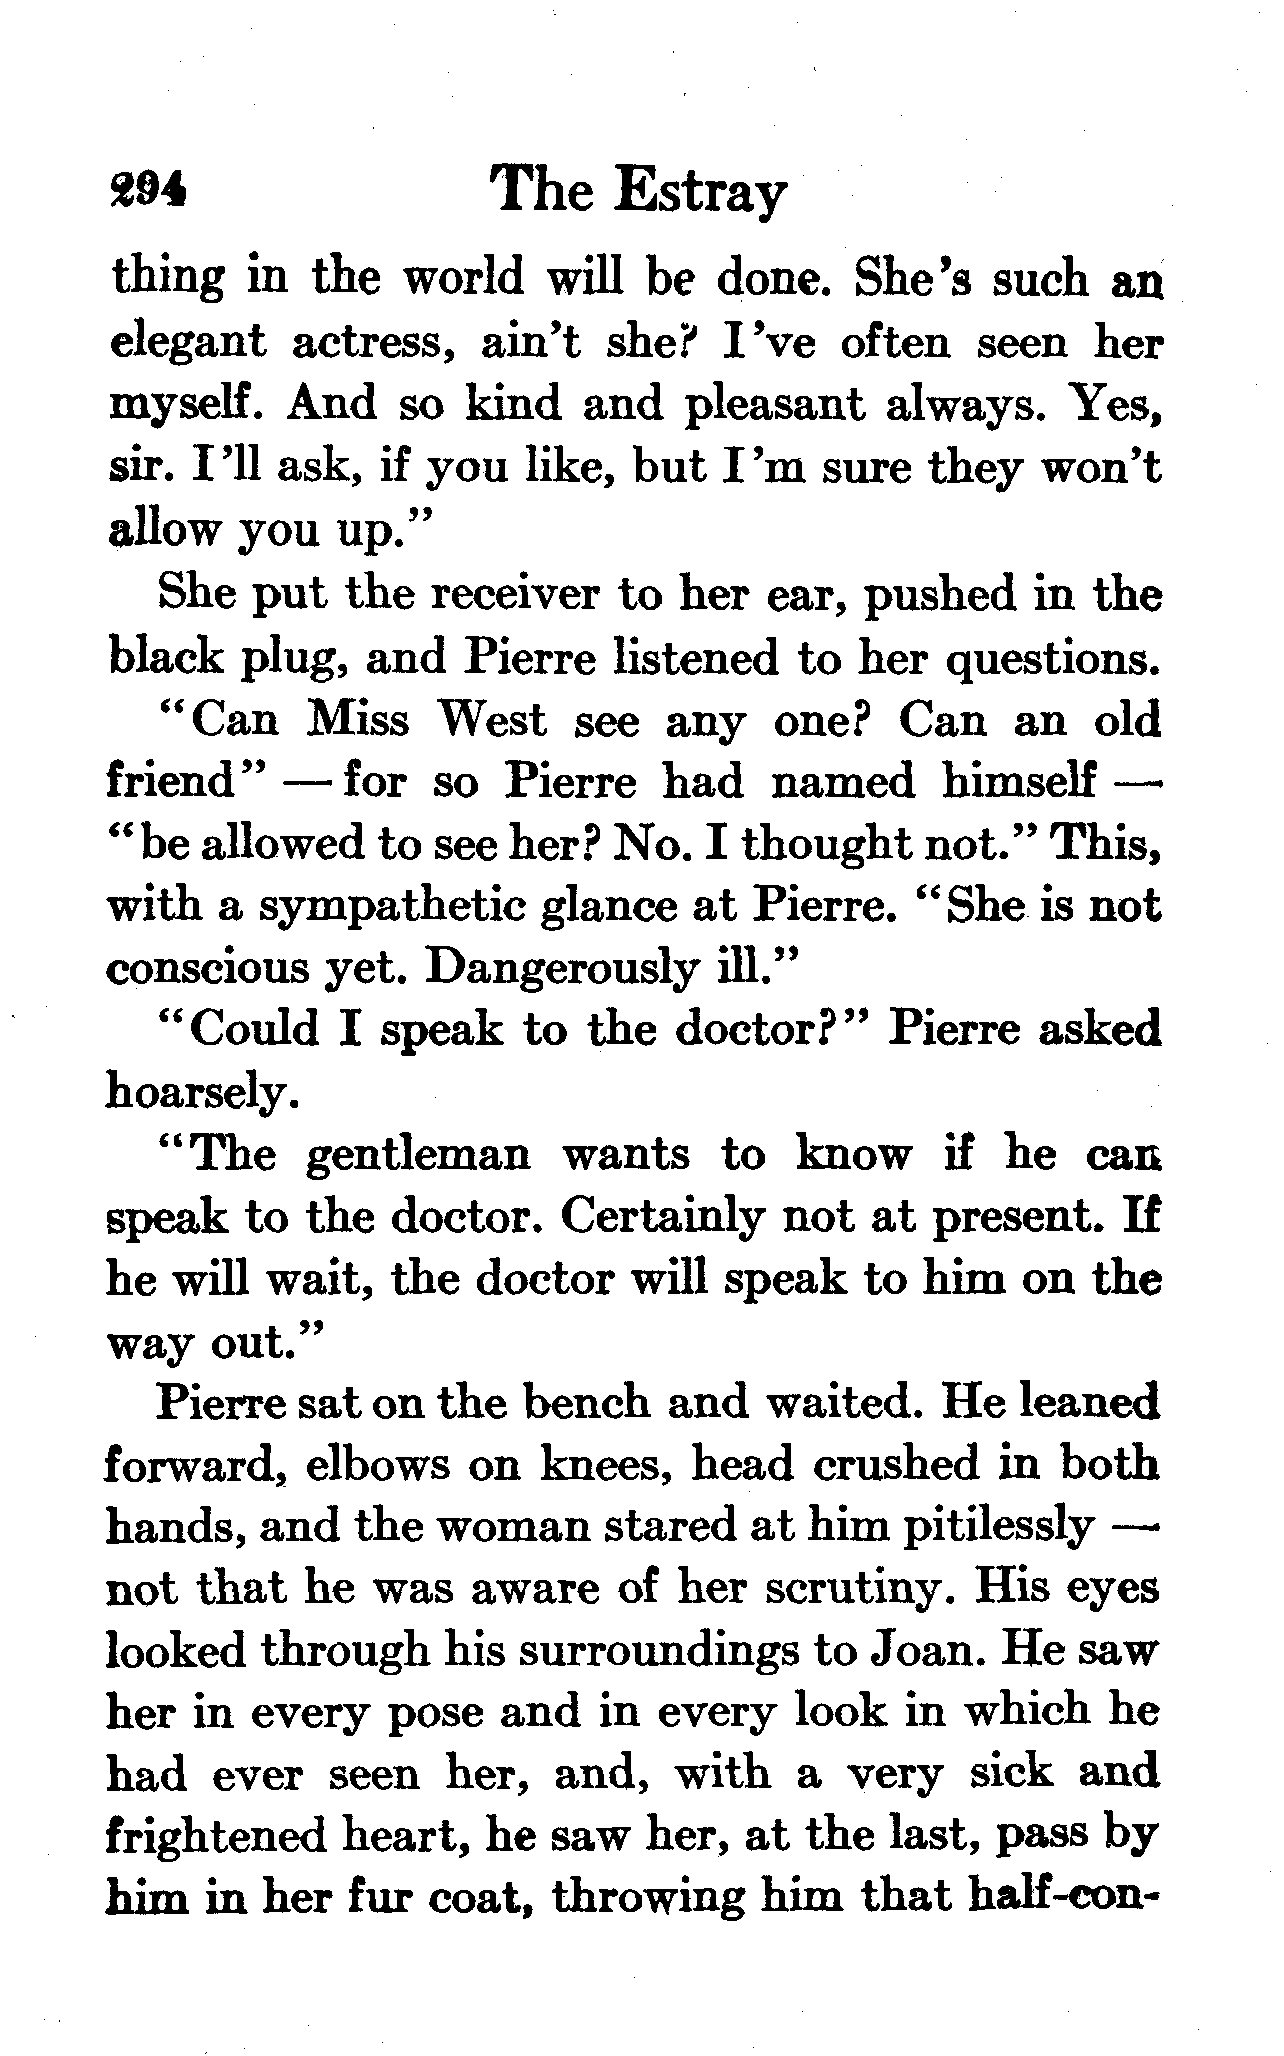 294 The Estray
thing in the world will be done. She's such an
elegant actress, ain't she? I've often seen her
myself. And so kind and pleasant always. Yes,
sir. I'll ask, if you like, but I'm sure they won't
allow you up."
She put the receiver to her ear, pushed in the
black plug, and Pierre listened to her questions.
"Can Miss West see any one? Can an old
friend" — for so Pierre had named himself —
"be allowed to see her? No. I thought not." This,
with a sympathetic glance at Pierre. "She is not
conscious yet. Dangerously ill."
"Could I speak to the doctor?" Pierre asked
hoarsely.
"The gentleman wants to know if he can
speak to the doctor. Certainly not at present. If
he will wait, the doctor will speak to him on the
way out."
Pierre sat on the bench and waited. He leaned
forward, elbows on knees, head crushed in both
hands, and the woman stared at him pitilessly —
not that he was aware of her scrutiny. His eyes
looked through his surroundings to Joan. He saw
her in every pose and in every look in which he
had ever seen her, and, with a very sick and
frightened heart, he saw her, at the last, pass by
him in her fur coat, throwing him that half-con-